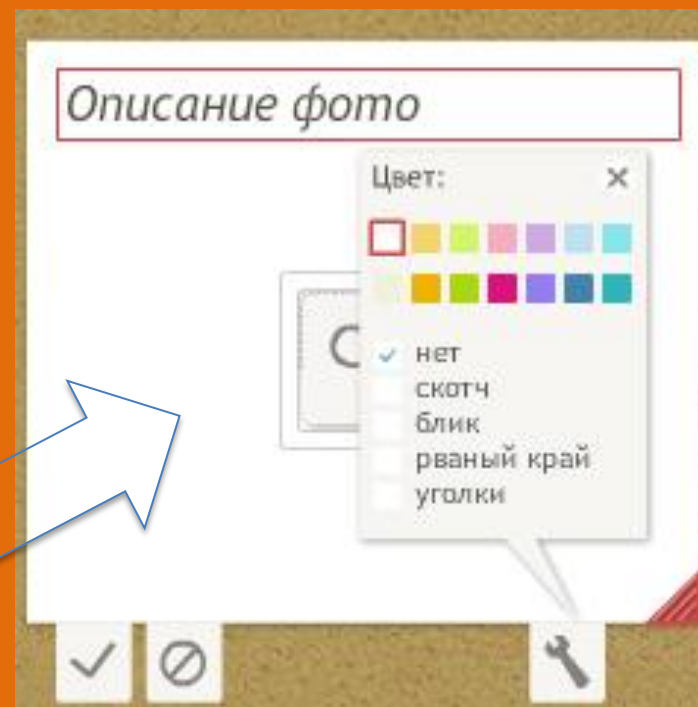 Описание фото
Цвет:
нет
скотч
блик
рваный край
уголки